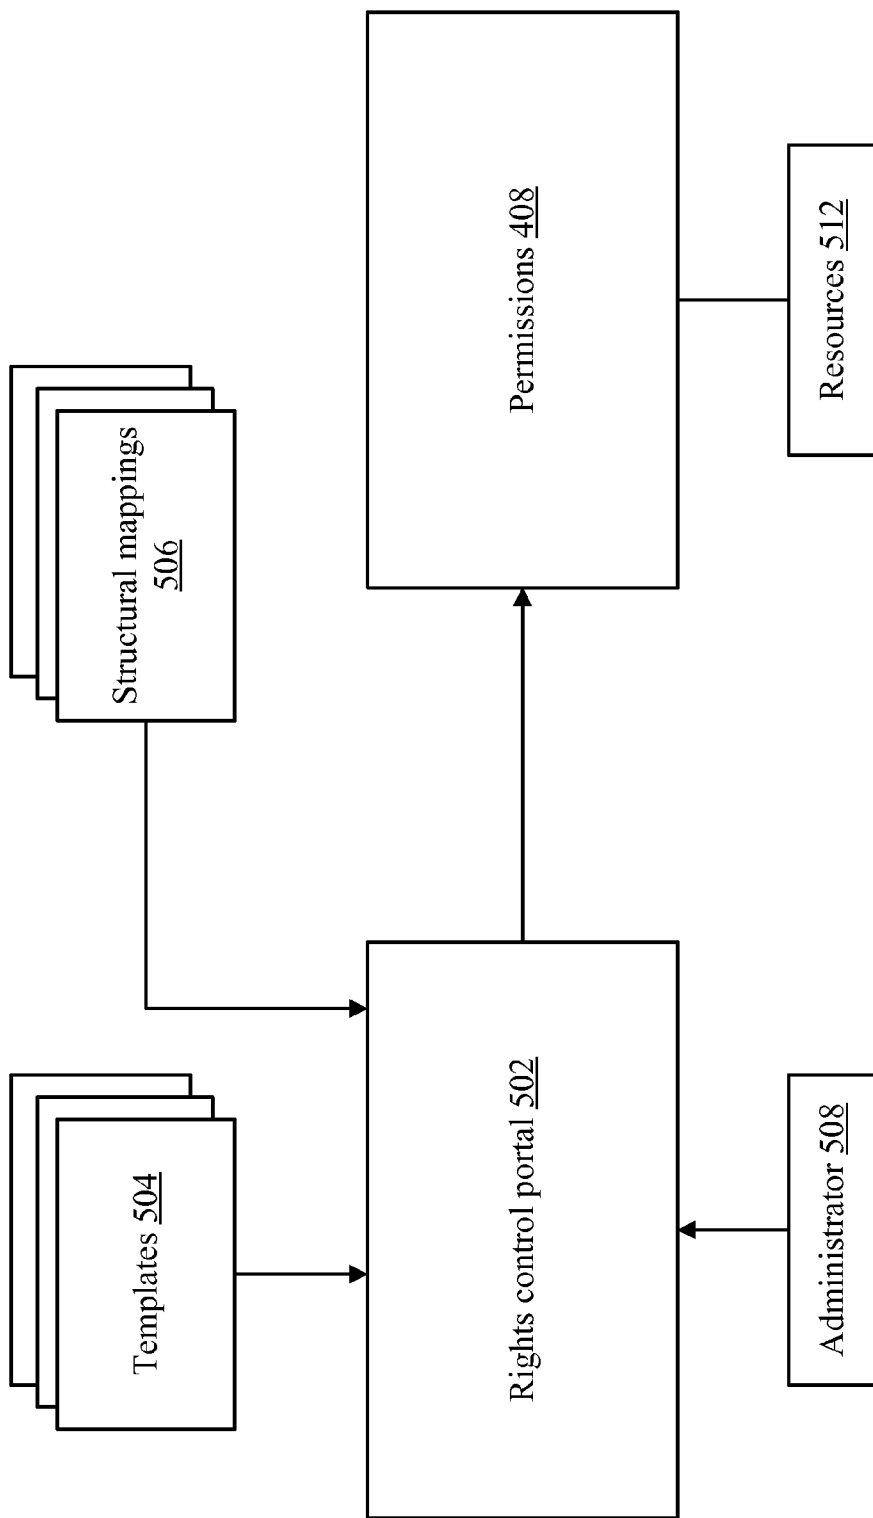 Templates 504
Structural mappings
506
Rights control portal 502
Permissions 408
Administrator 508
Resources 512